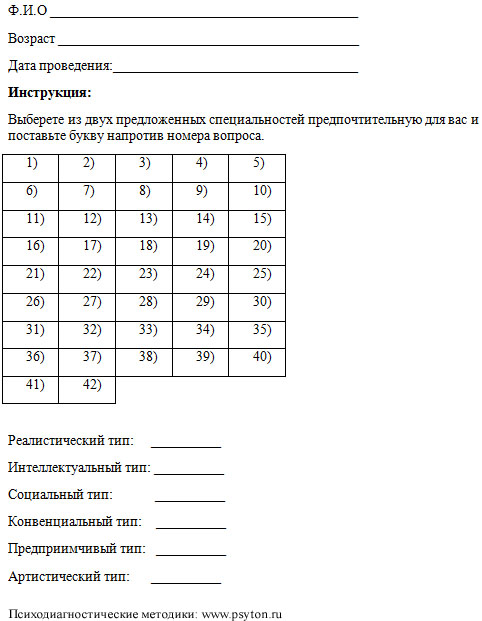 Ф.И.О ____________________________________________
Возраст ___________________________________________
Дата проведения:___________________________________
Инструкция:
Выберете из двух предложенных специальностей предпочтительную для вас и
поставьте букву напротив номера вопроса.
1) 2) 3) 4) 5)
6) 7) 8) 9) 10)
11) 12) 13) 14) 15)
16) 17) 18) 19) 20)
21) 22) 23) 24) 25)
26) 27) 28) 29) 30)
31) 32) 33) 34) 35)
36) 37) 38) 39) 40)
41) 42)
Реалистический тип: __________
Интеллектуальный тип: __________
Социальный тип: __________
Конвенциальный тип: __________
Предприимчивый тип: __________
Артистический тип: __________
Психодиагностические методики: www.psyton.ru